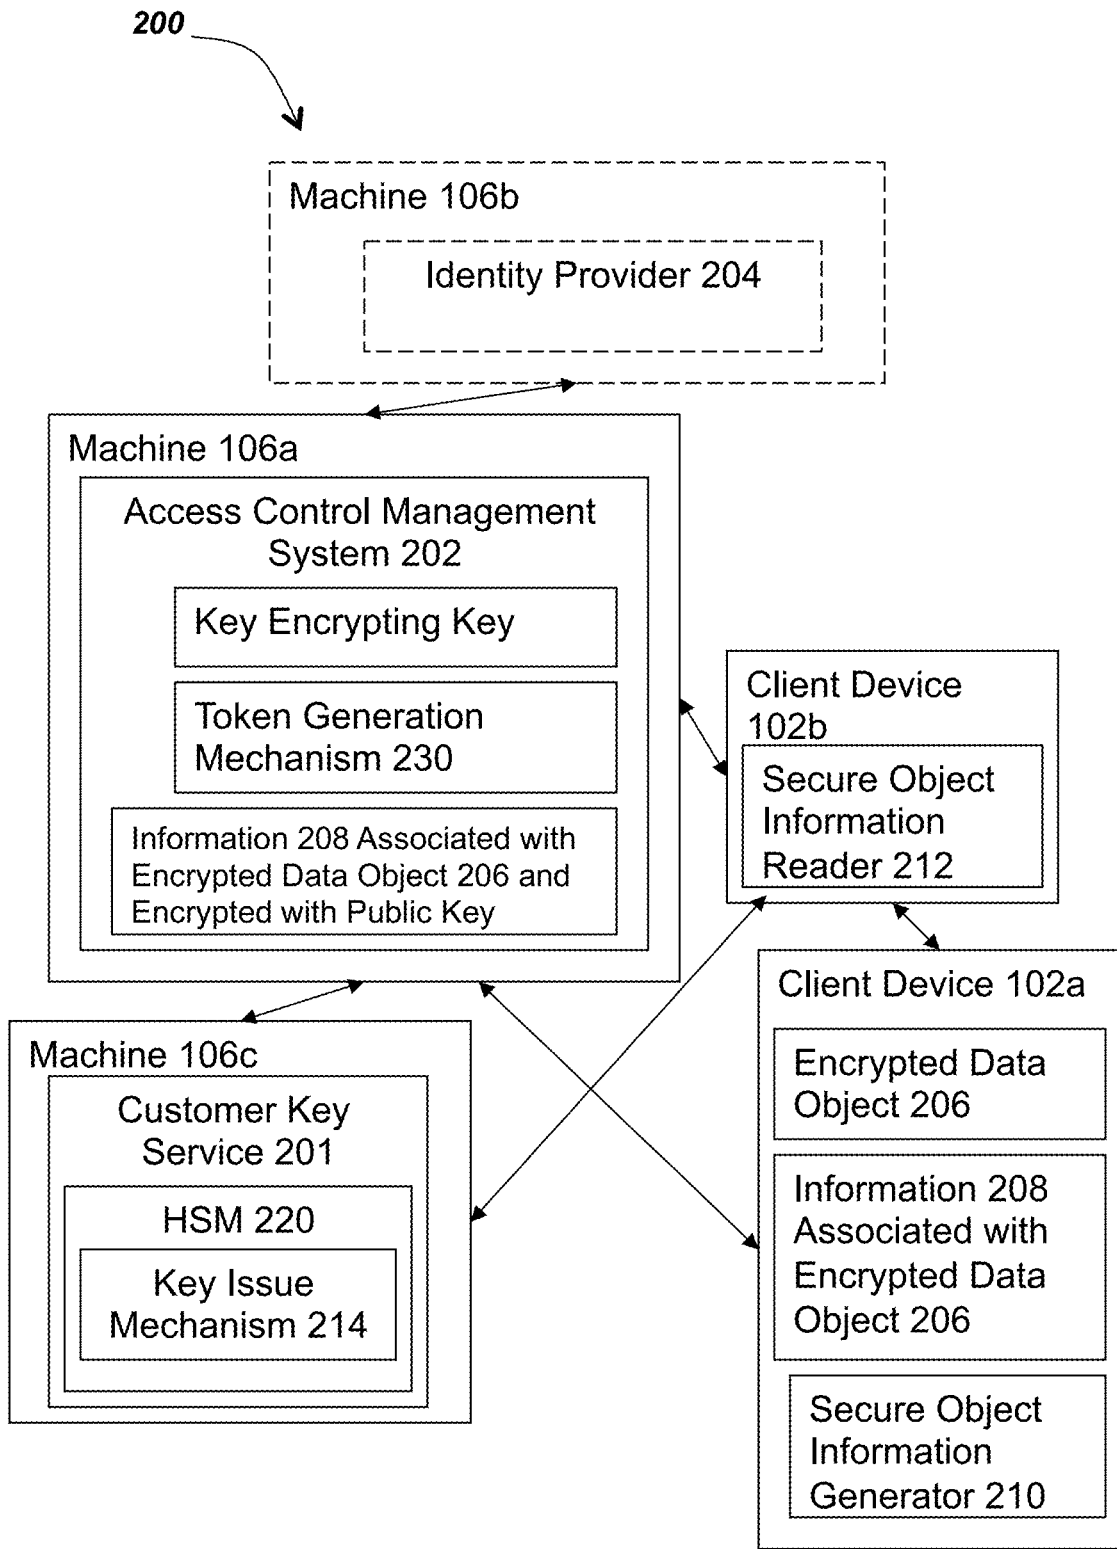 200
Machine 106b
Identity Provider 204
Machine 106a
Access Control Management
System 202
Key Encrypting Key
Token Generation
Mechanism 230
Information 208 Associated with
Encrypted Data Object 206 and
Encrypted with Public Key
Client Device
102b
Secure Object
Information
Reader 212
Machine 106c
Customer Key
Service 201
HSM 220
Key Issue
Mechanism 214
Client Device 102a
Encrypted Data
Object 206
Information 208
Associated with
Encrypted Data
Object 206
Secure Object
Information
Generator 210